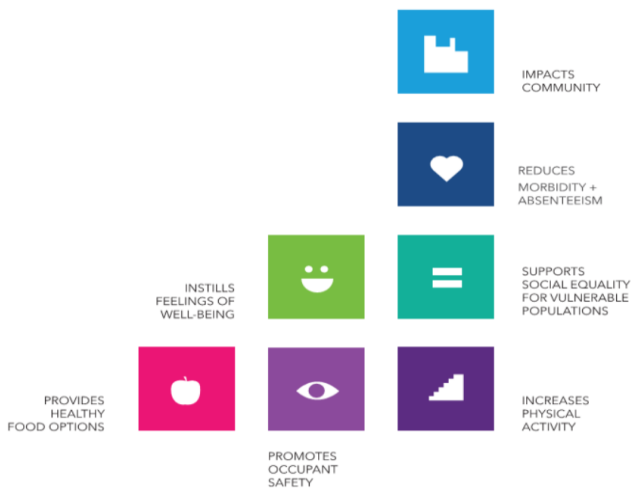 IMPACTS
COMMUNITY
REDUCES
MORBIDITY +
ABSENTEEISM
INSTILLS
FEELINGS OF
WELL-BEING
SUPPORTS
SOCIAL EQUALITY
FOR VULNERABLE
POPULATIONS
PROVIDES
HEALTHY
FOOD OPTIONS
INCREASES
PHYSICAL
ACTIVITY
PROMOTES
OCCUPANT
SAFETY